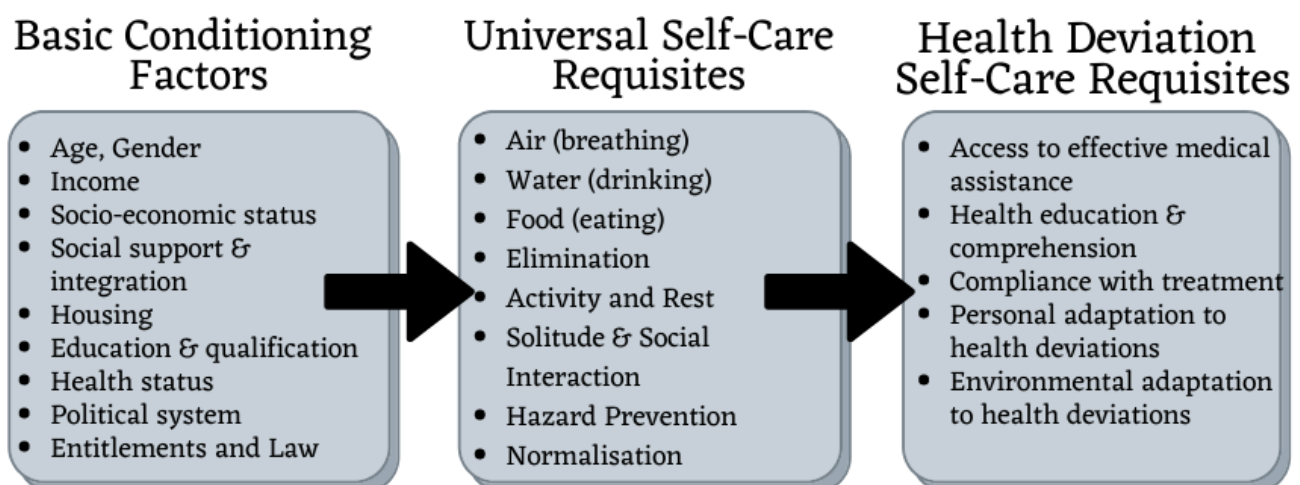 Basic Conditioning
Factors
• Age, Gender
• Income
• Socio-economic status
• Social support &
integration
• Housing
• Education & qualification
• Health status
• Political system
• Entitlements and Law
Universal Self-Care
Requisites
• Air (breathing)
• Water (drinking)
• Food (eating)
• Elimination
• Activity and Rest
• Solitude & Social
Interaction
• Hazard Prevention
• Normalisation
Health Deviation
Self-Care Requisites
• Access to effective medical
assistance
• Health education &
comprehension
• Compliance with treatment
• Personal adaptation to
health deviations
• Environmental adaptation
to health deviations